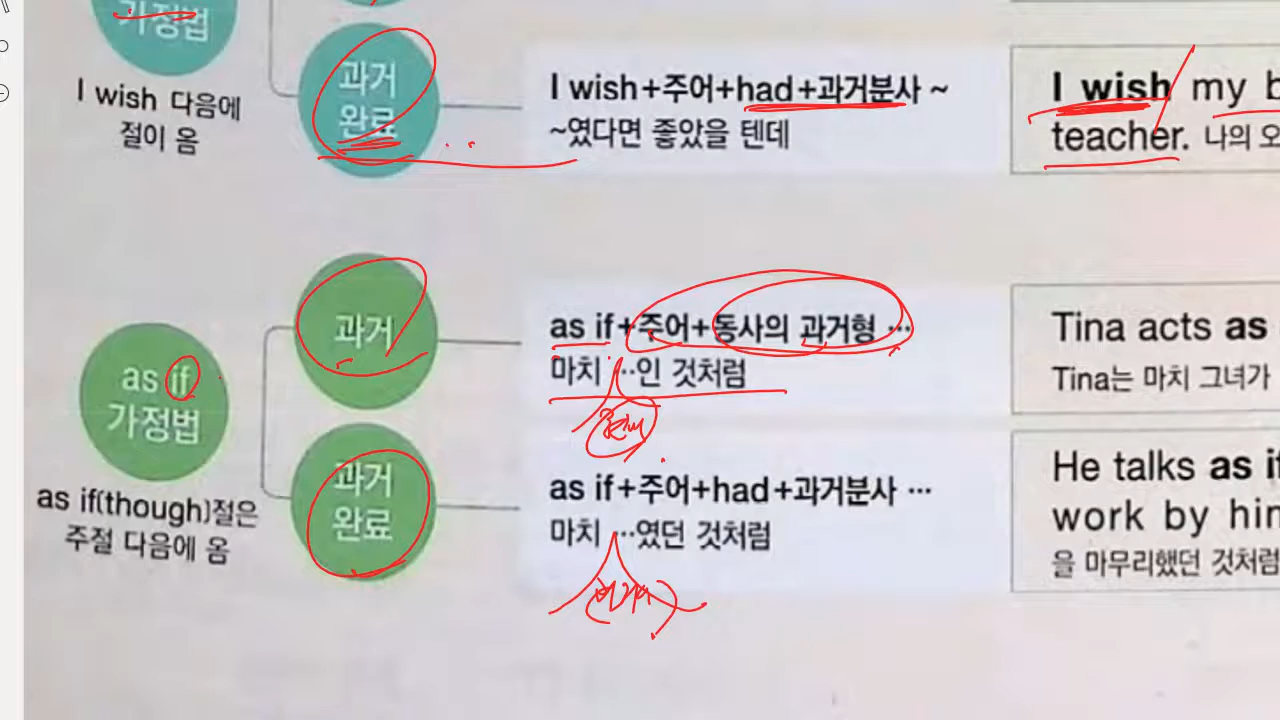 가정법
I wish 다음에
절이 옴
과거
완료
I wish+주어+had+과거분사 ~
~였다면 좋았을 텐데
I wish my b
teacher. 나의 오
as if
가정법
as if(though)절은
주절 다음에 옴
과거
as if+주어+동사의 과거형 …
마치 …인 것처럼
Tina acts as
Tina는 마치 그녀가
과거
완료
as if+주어+had+과거분사 …
마치 …였던 것처럼
He talks as if
work by him
을 마무리했던 것처럼